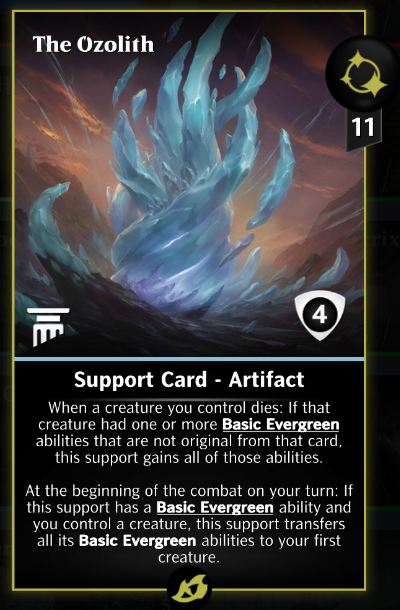 The Ozolith
11
4
Support Card - Artifact
When a creature you control dies: If that
creature had one or more Basic Evergreen
abilities that are not original from that card,
this support gains all of those abilities.
At the beginning of the combat on your turn: If
this support has a Basic Evergreen ability and
you control a creature, this support transfers
all its Basic Evergreen abilities to your first
creature.